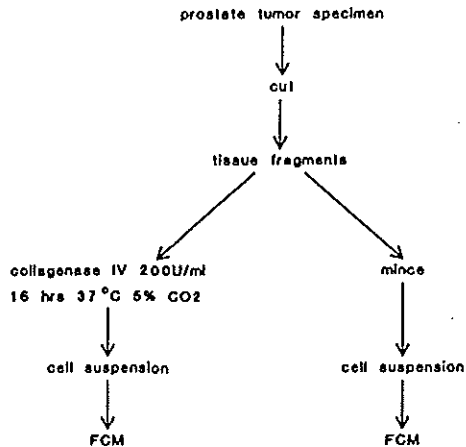 prostate tumor specimen
cut
tissue fragments
collagenase IV 200U/ml
16 hrs 37 °C 5% CO2
mince
cell suspension
cell suspension
FCM
FCM